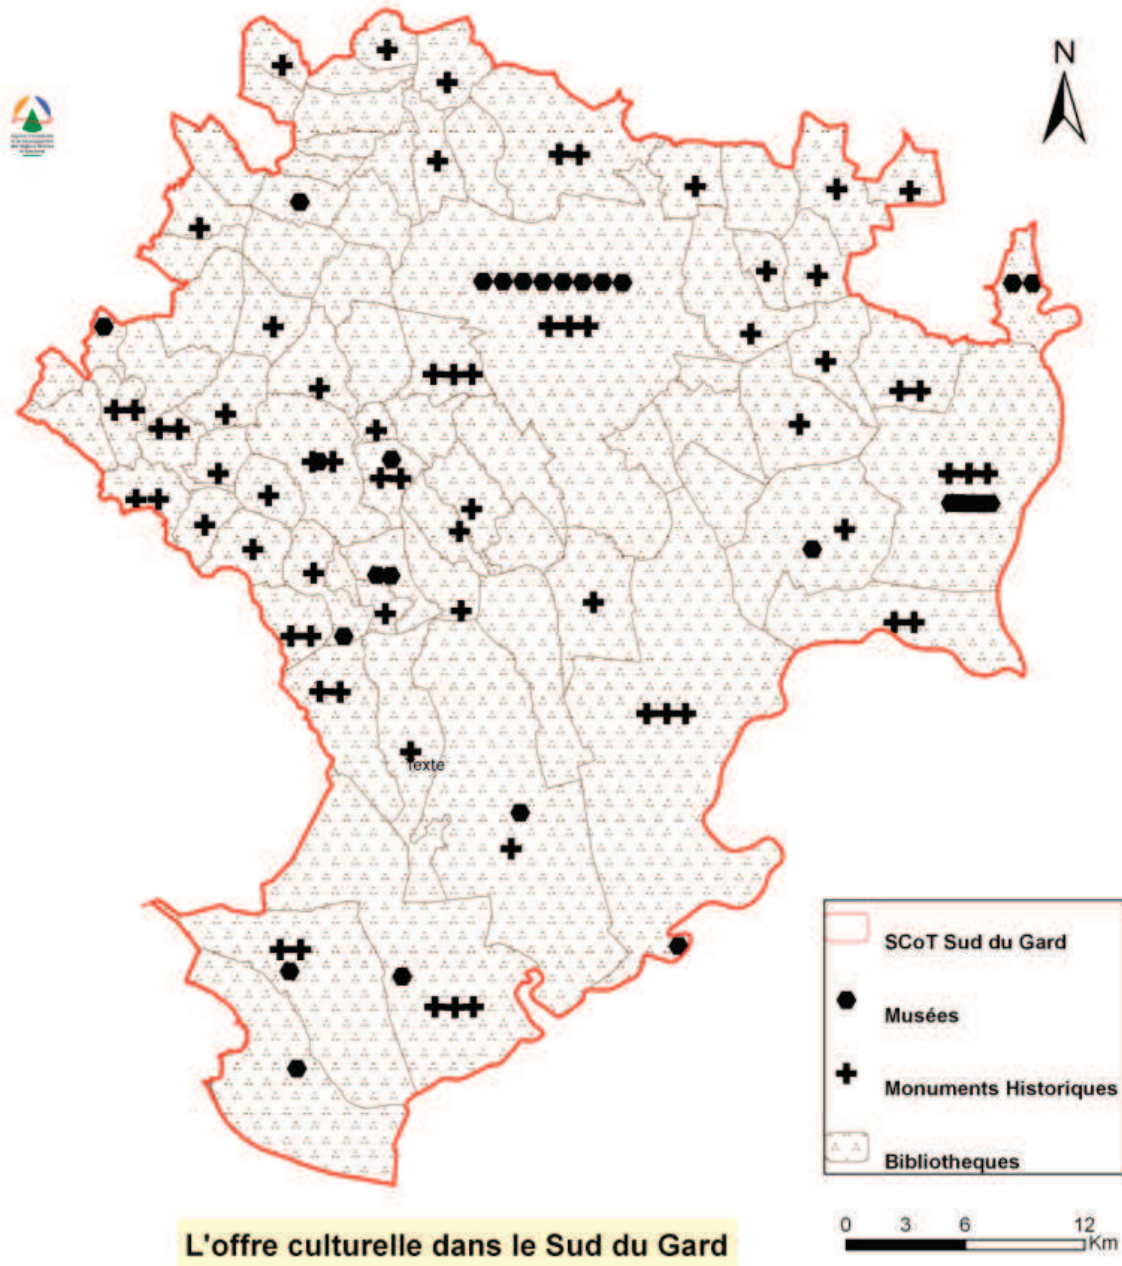 N
Texte
SCoT Sud du Gard
Musées
Monuments Historiques
Bibliotheques
L'offre culturelle dans le Sud du Gard
0 3 6 12
Km